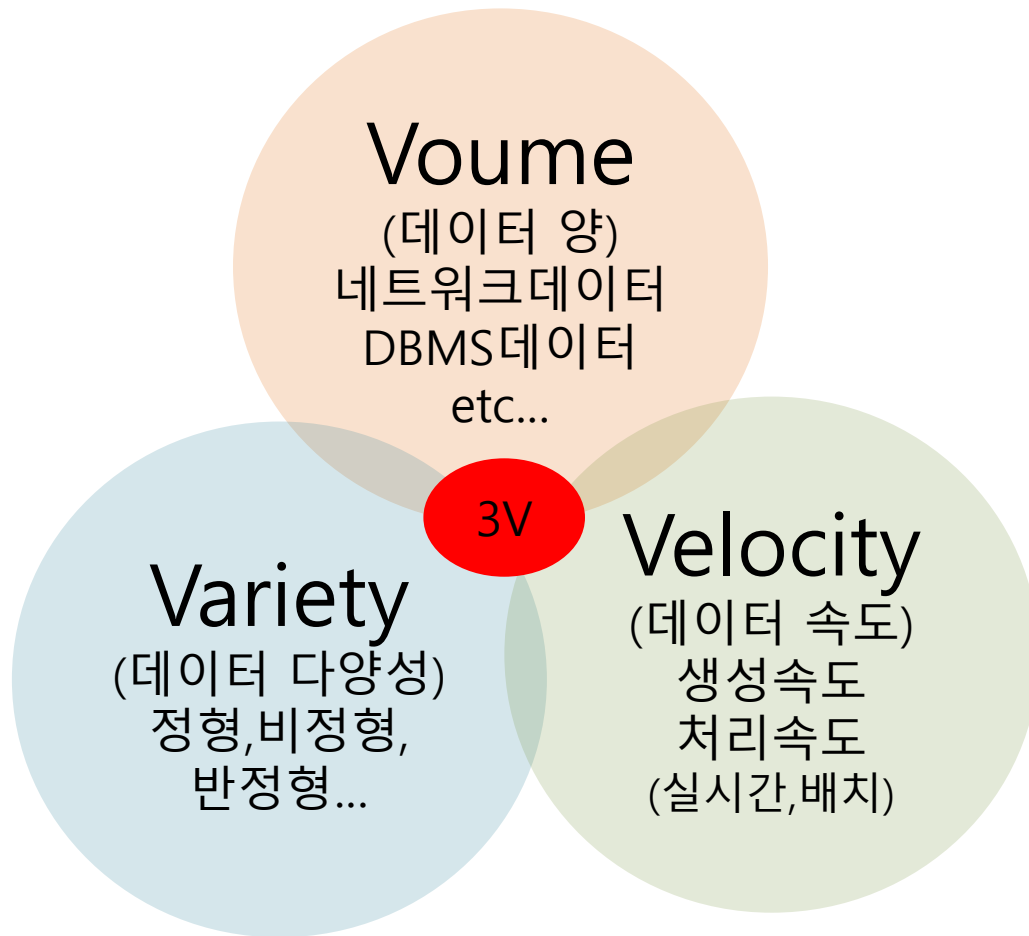 Voume
(데이터 양)
네트워크데이터
DBMS데이터
etc...
3V
Variety
(데이터 다양성)
정형,비정형,
반정형...
Velocity
(데이터 속도)
생성속도
처리속도
(실시간,배치)